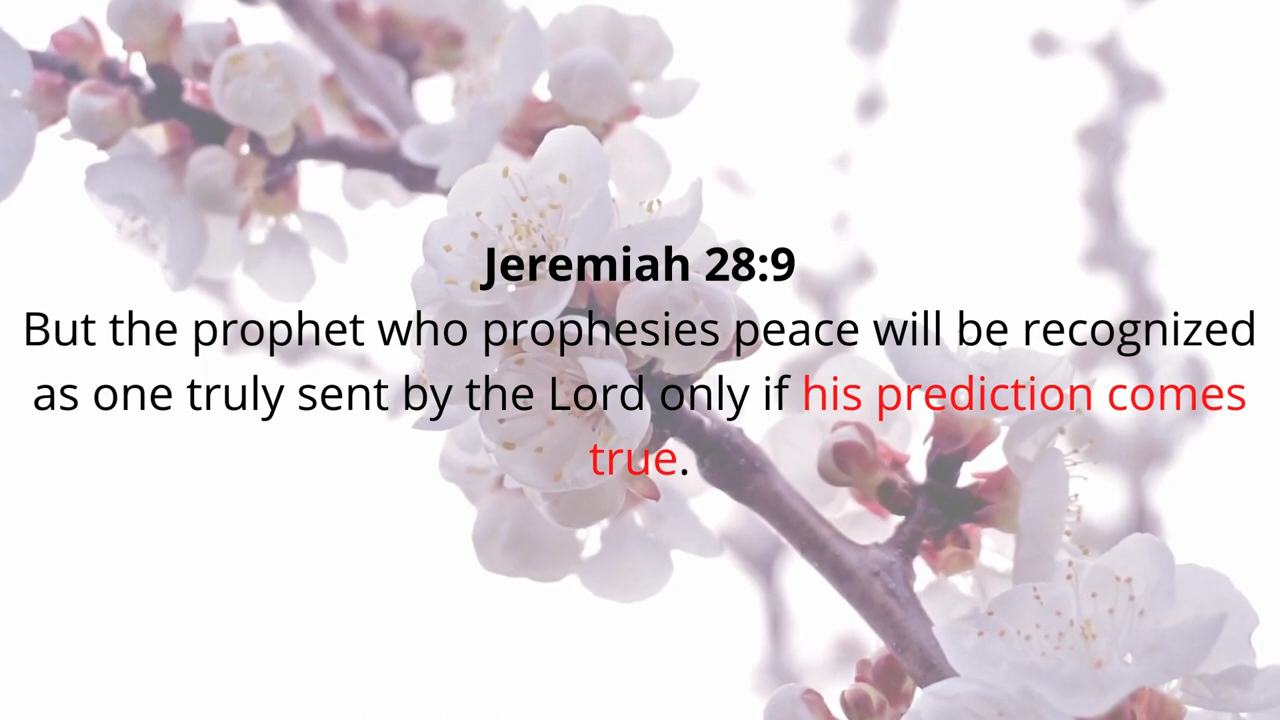 Jeremiah 28:9
But the prophet who prophesies peace will be recognized
as one truly sent by the Lord only if his prediction comes
true.